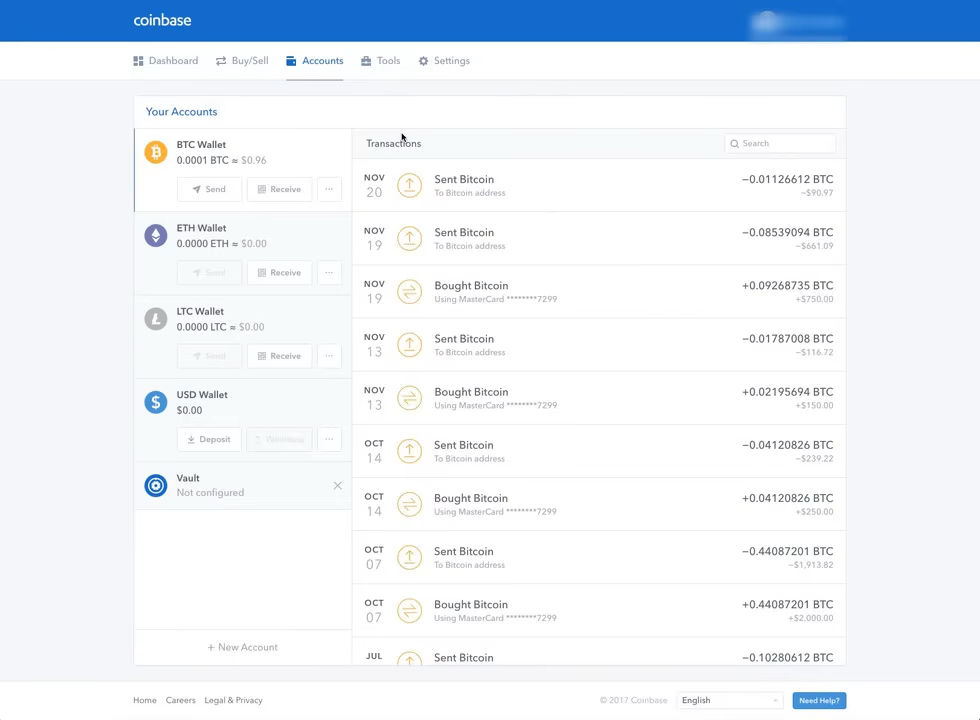 coinbase
Dashboard
Buy/Sell
Accounts
Tools
Settings
Your Accounts
BTC Wallet
0.0001 BTC ≈ $0.96
Send
Receive
ETH Wallet
0.0000 ETH ≈ $0.00
Send
Receive
LTC Wallet
0.0000 LTC ≈ $0.00
Send
Receive
USD Wallet
$0.00
Deposit
Vault
Not configured
+ New Account
Transactions
Search
NOV 20 Sent Bitcoin −0.01126612 BTC
To Bitcoin address −$90.97
NOV 19 Sent Bitcoin −0.08539094 BTC
To Bitcoin address −$661.09
NOV 19 Bought Bitcoin +0.09268735 BTC
Using MasterCard ********7299 +$750.00
NOV 13 Sent Bitcoin −0.01787008 BTC
To Bitcoin address −$116.72
NOV 13 Bought Bitcoin +0.02195694 BTC
Using MasterCard ********7299 +$150.00
OCT 14 Sent Bitcoin −0.04120826 BTC
To Bitcoin address −$239.22
OCT 14 Bought Bitcoin +0.04120826 BTC
Using MasterCard ********7299 +$250.00
OCT 07 Sent Bitcoin −0.44087201 BTC
To Bitcoin address −$1,913.82
OCT 07 Bought Bitcoin +0.44087201 BTC
Using MasterCard ********7299 +$2,000.00
JUL Sent Bitcoin −0.10280612 BTC
Home
Careers
Legal & Privacy
© 2017 Coinbase
English
Need Help?